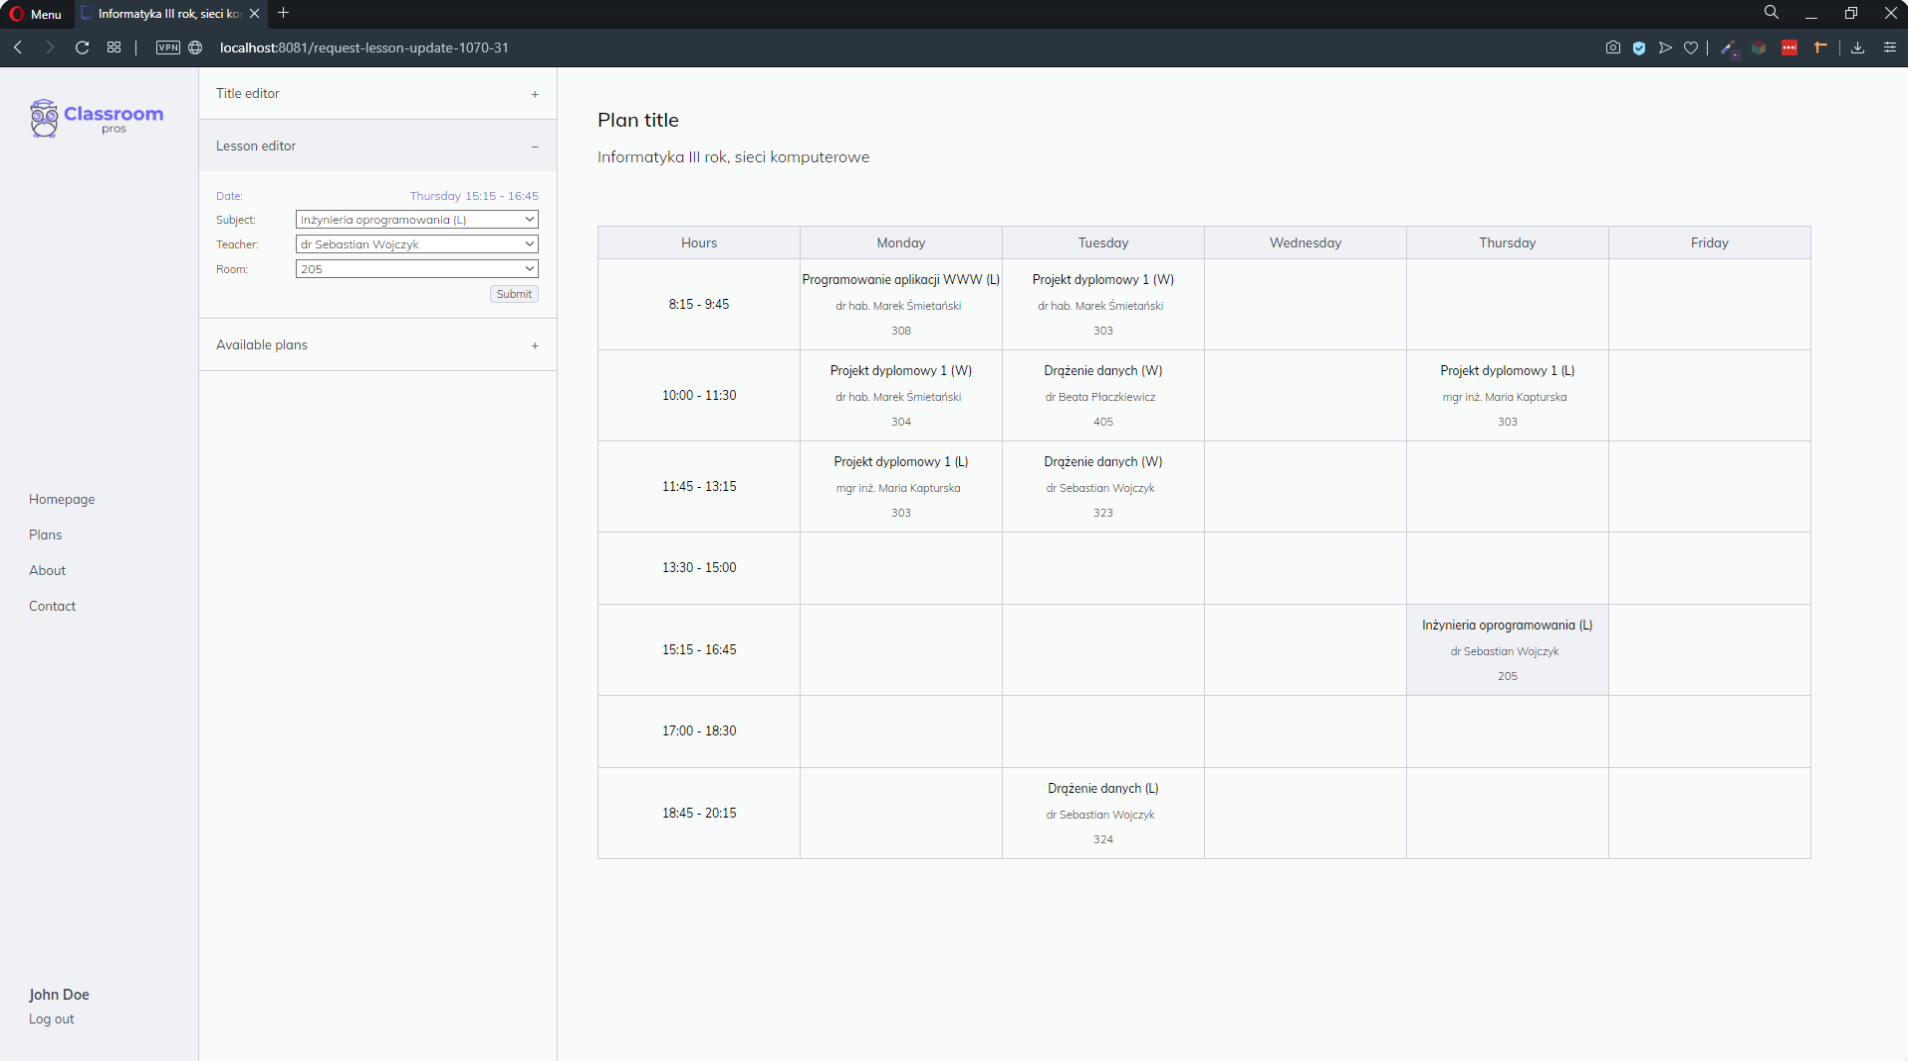 Menu
Informatyka III rok, sieci ko
VPN
localhost:8081/request-lesson-update-1070-31
Classroom
pros
Homepage
Plans
About
Contact
John Doe
Log out
Title editor +
Lesson editor −
Date: Thursday 15:15 - 16:45
Subject: Inżynieria oprogramowania (L)
Teacher: dr Sebastian Wojczyk
Room: 205
Submit
Available plans +
Plan title
Informatyka III rok, sieci komputerowe
Hours Monday Tuesday Wednesday Thursday Friday
Programowanie aplikacji WWW (L) Projekt dyplomowy 1 (W)
8:15 - 9:45 dr hab. Marek Śmietański dr hab. Marek Śmietański
308 303
Projekt dyplomowy 1 (W) Drążenie danych (W) Projekt dyplomowy 1 (L)
10:00 - 11:30 dr hab. Marek Śmietański dr Beata Płaczkiewicz mgr inż. Maria Kapturska
304 405 303
Projekt dyplomowy 1 (L) Drążenie danych (W)
11:45 - 13:15 mgr inż. Maria Kapturska dr Sebastian Wojczyk
303 323
13:30 - 15:00
Inżynieria oprogramowania (L)
15:15 - 16:45 dr Sebastian Wojczyk
205
17:00 - 18:30
Drążenie danych (L)
18:45 - 20:15 dr Sebastian Wojczyk
324